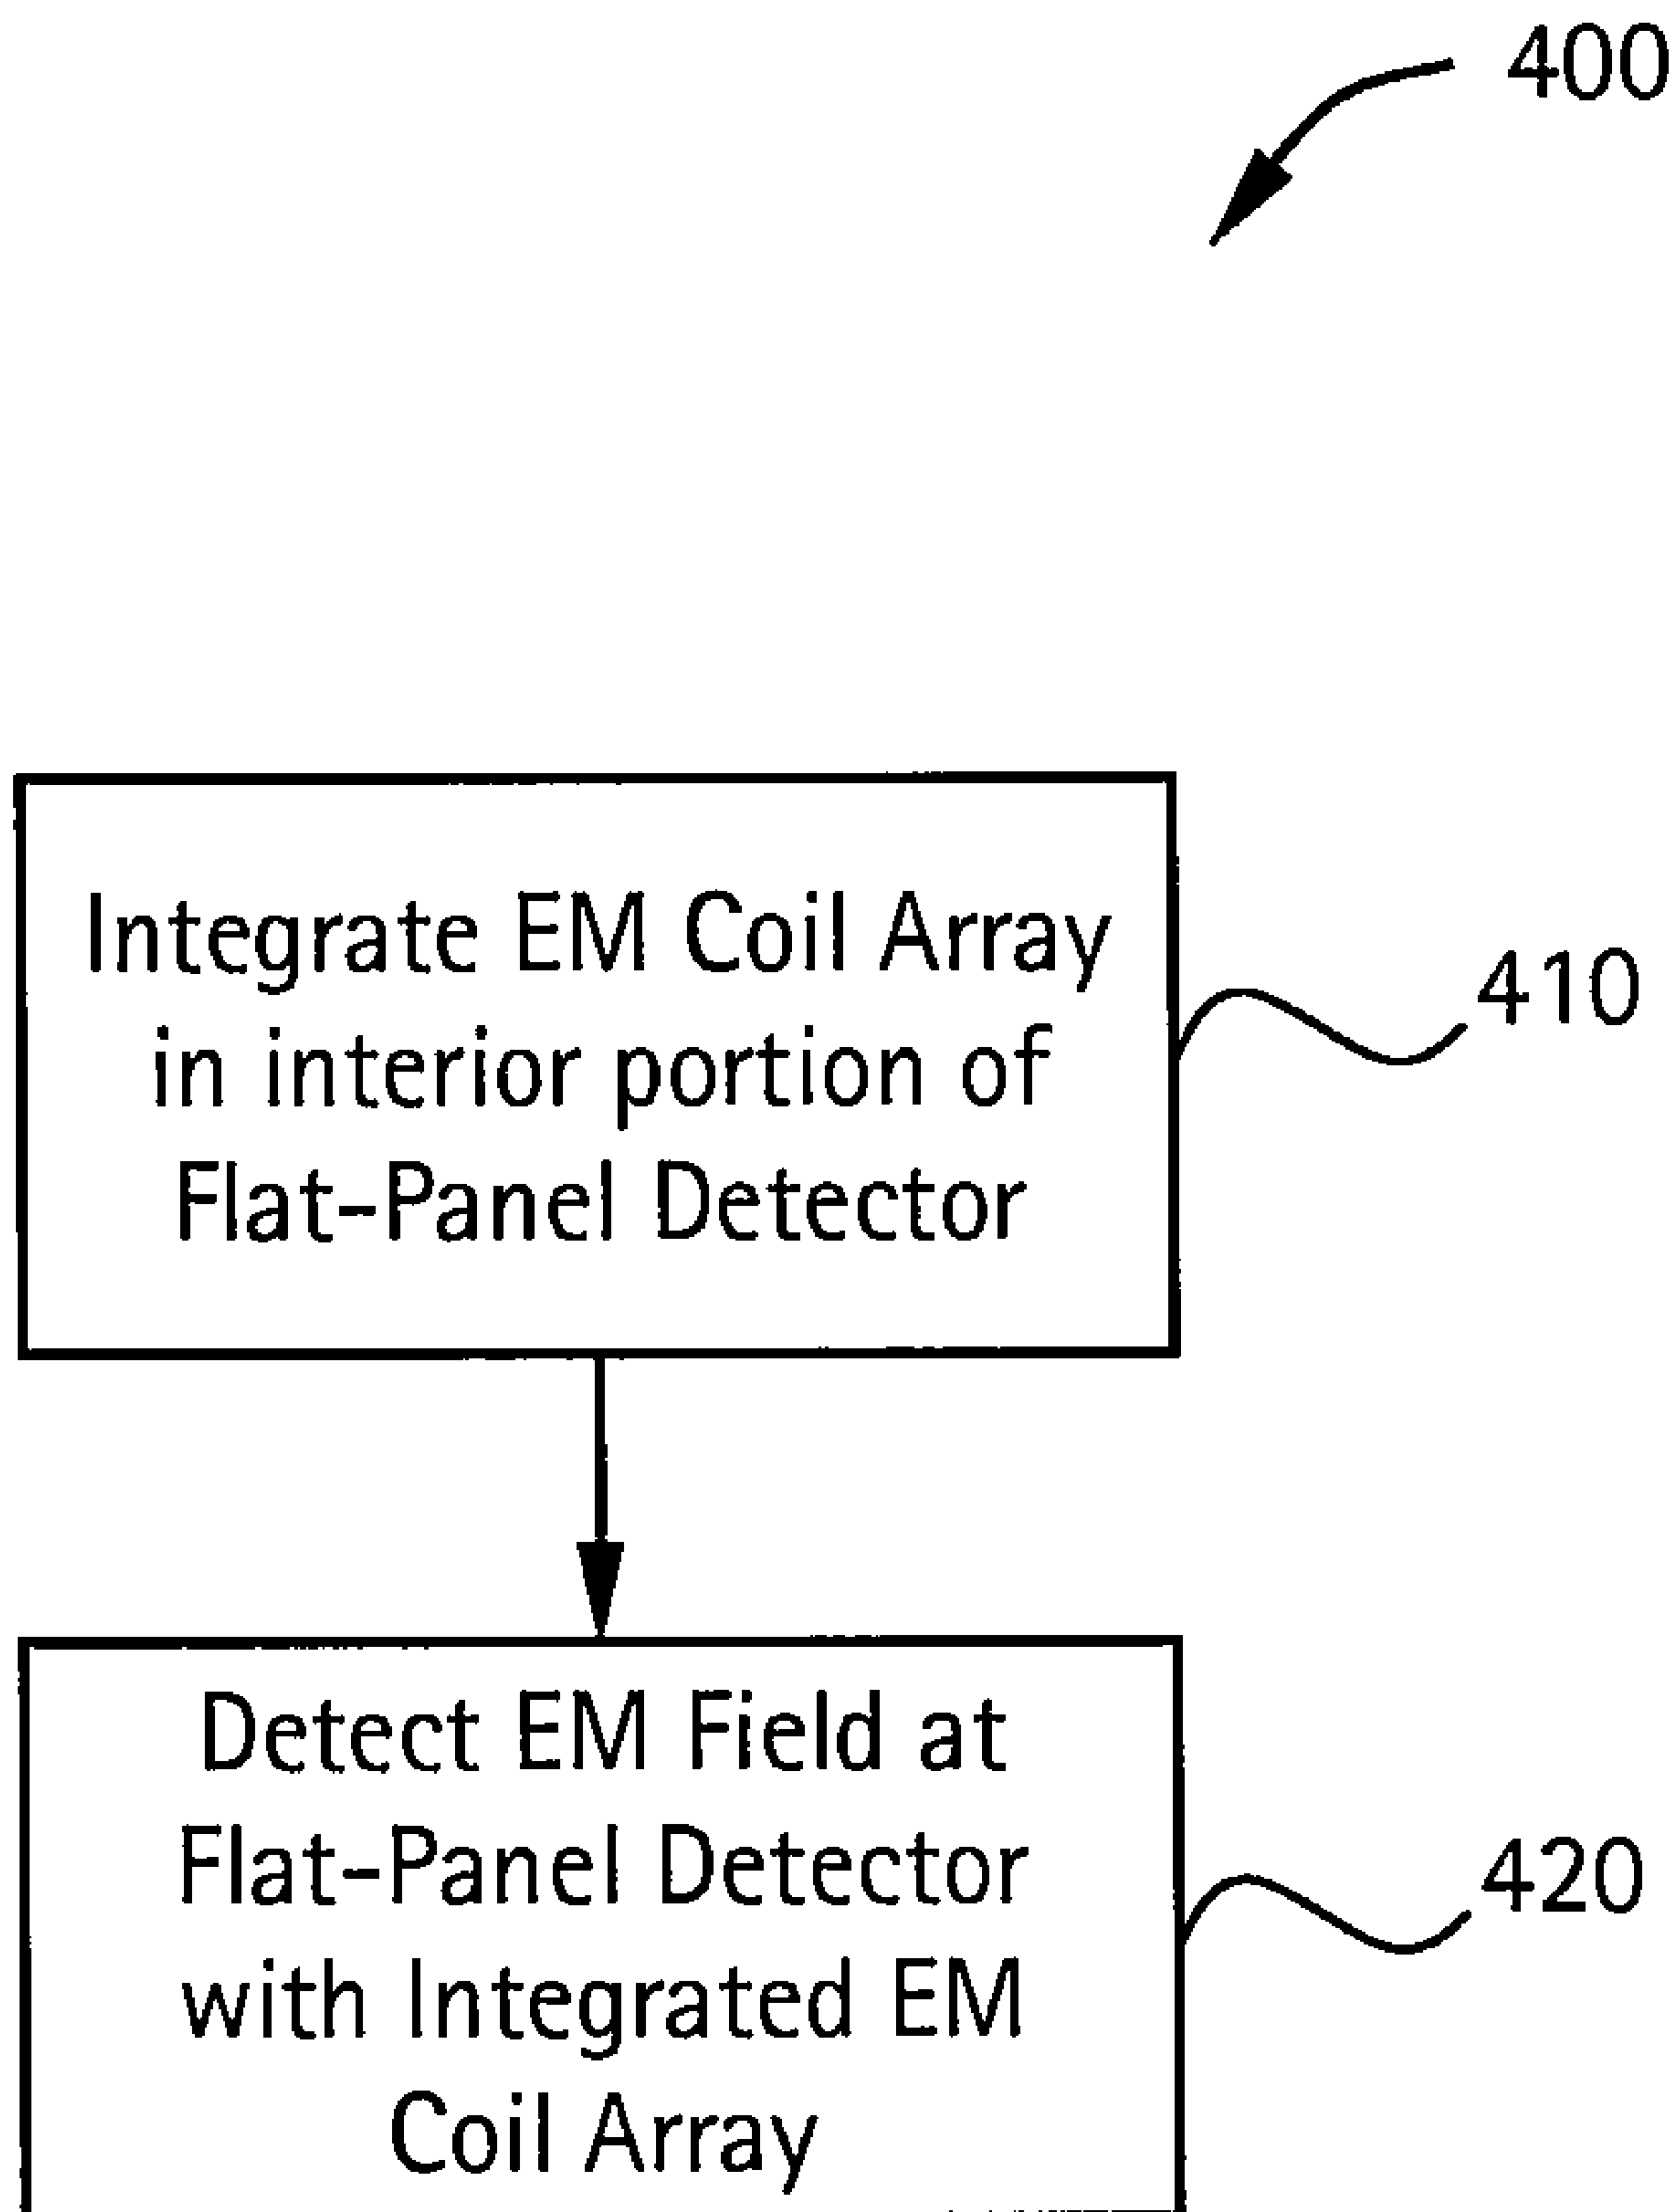 400
Integrate EM Coil Array
in interior portion of
Flat-Panel Detector
410
Detect EM Field at
Flat-Panel Detector
with Integrated EM
Coil Array
420